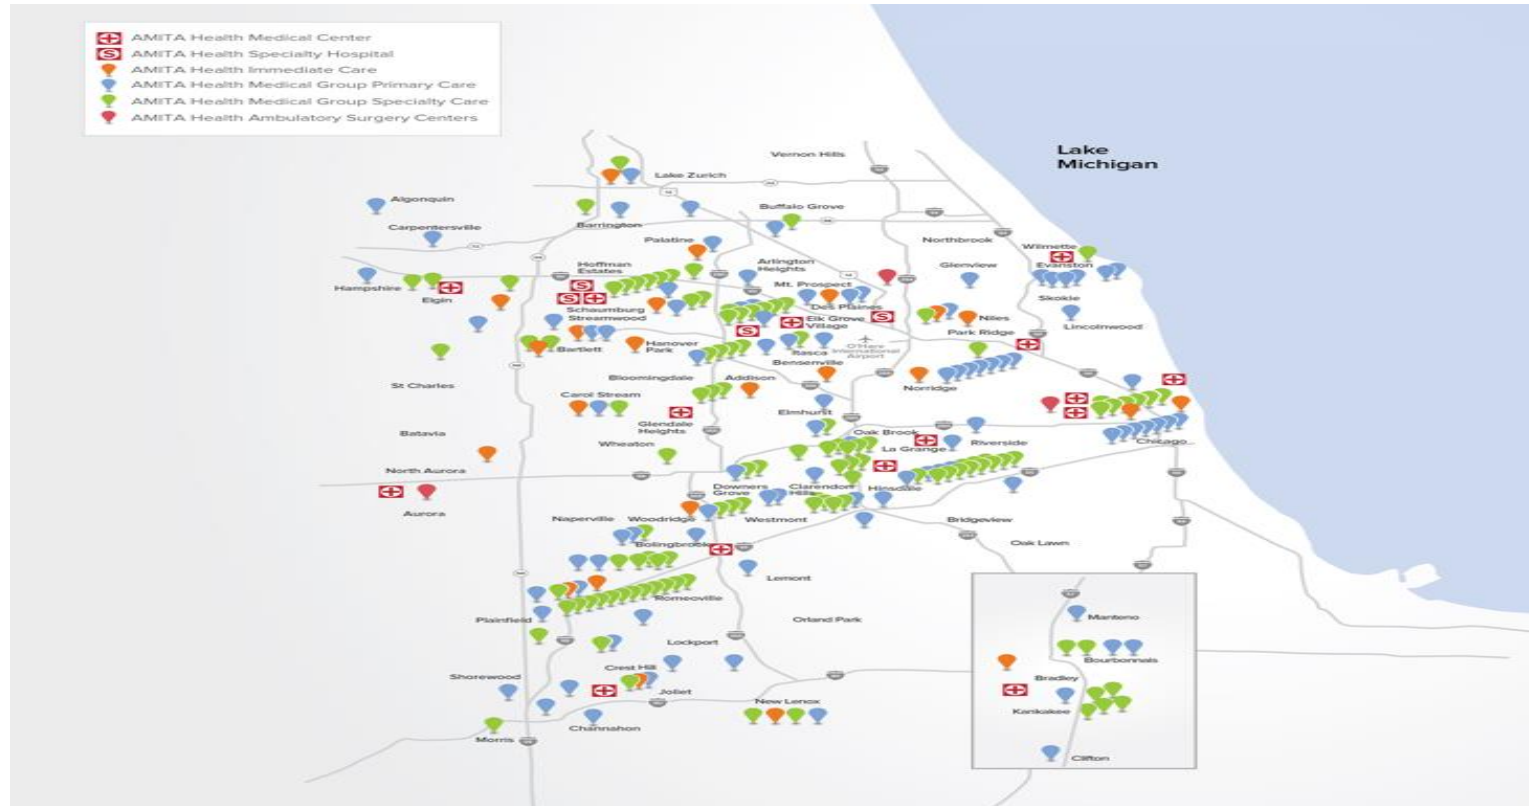 AMITA Health Medical Center
AMITA Health Specialty Hospital
AMITA Health Immediate Care
AMITA Health Medical Group Primary Care
AMITA Health Medical Group Specialty Care
AMITA Health Ambulatory Surgery Centers
Lake
Michigan
Vernon Hills
Lake Zurich
Algonquin
Buffalo Grove
Barrington
Carpentersville
Palatine
Northbrook
Wilmette
Arlington
Heights
Hoffman
Estates
Glenview
Evanston
Hampshire
Elgin
Mt. Prospect
Des Plaines
Skokie
Schaumburg
Streamwood
Elk Grove
Village
Niles
Lincolnwood
Park Ridge
Bartlett
Hanover
Park
Itasca
O'Hare
International
Airport
Bensenville
St Charles
Bloomingdale
Addison
Norridge
Carol Stream
Elmhurst
Glendale
Heights
Batavia
Wheaton
Oak Brook
La Grange
Riverside
Chicago
North Aurora
Downers
Grove
Clarendon
Hills
Hinsdale
Aurora
Naperville
Woodridge
Westmont
Bridgeview
Bolingbrook
Oak Lawn
Lemont
Romeoville
Plainfield
Orland Park
Lockport
Crest Hill
Shorewood
Joliet
New Lenox
Channahon
Morris
Manteno
Bourbonnais
Bradley
Kankakee
Clifton